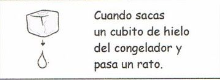 Cuando sacas
un cubito de hielo
del congelador y
pasa un rato.